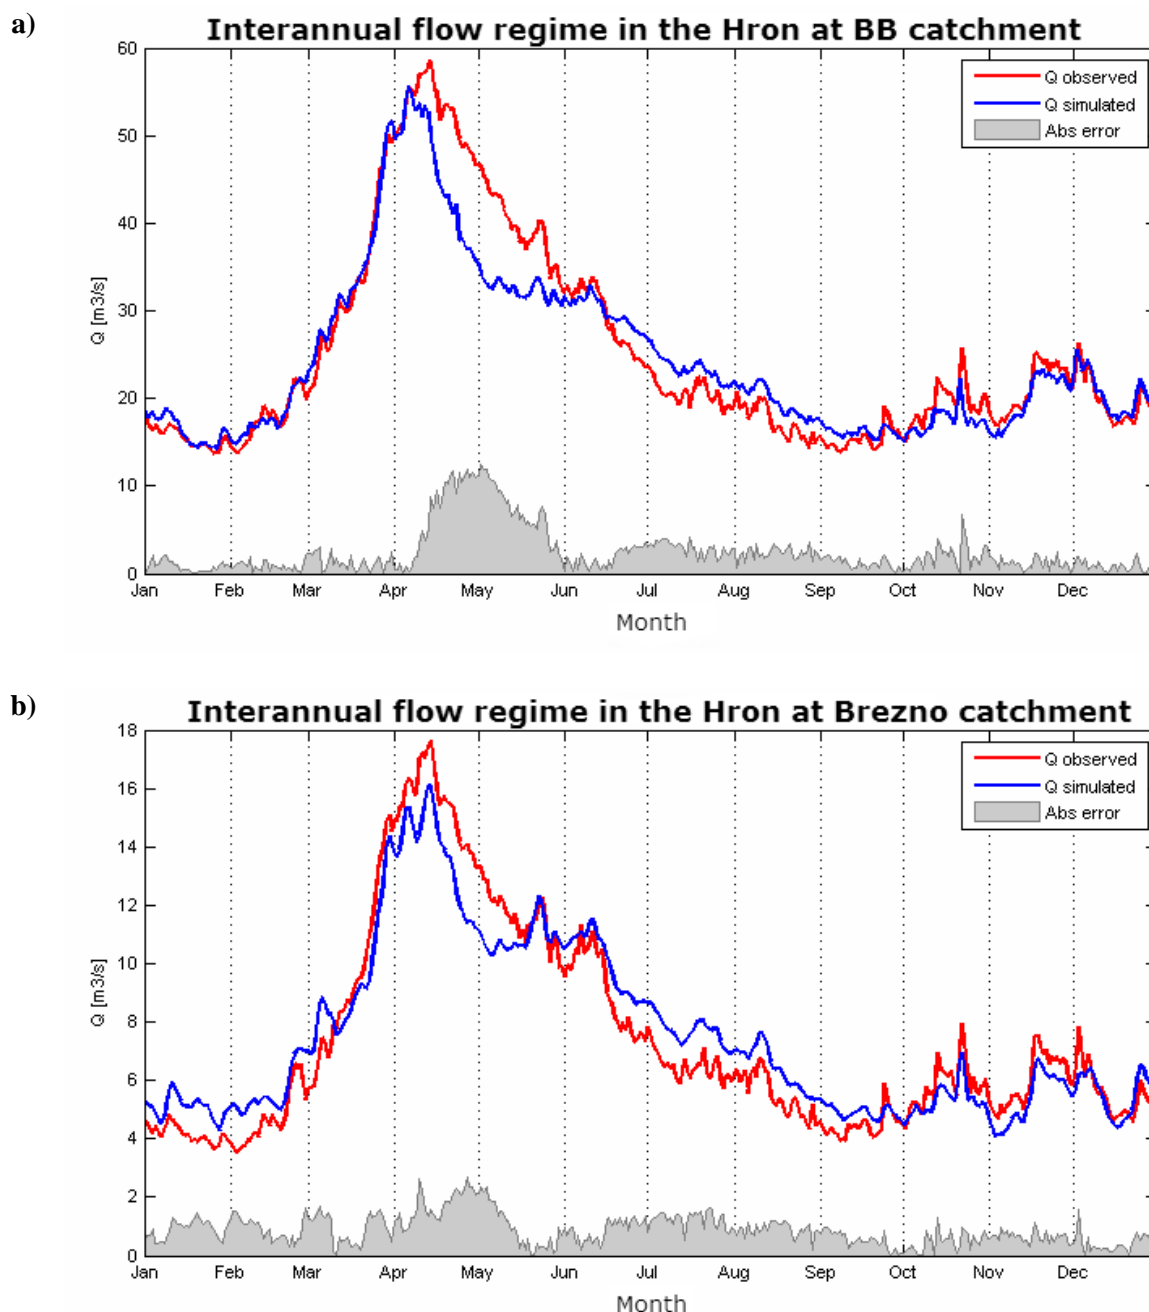 a)
Interannual flow regime in the Hron at BB catchment
60
50
40
30
20
10
0
Q [m3/s]
Q observed
Q simulated
Abs error
Jan Feb Mar Apr May Jun Jul Aug Sep Oct Nov Dec
Month
b)
Interannual flow regime in the Hron at Brezno catchment
18
16
14
12
10
8
6
4
2
0
Q [m3/s]
Q observed
Q simulated
Abs error
Jan Feb Mar Apr May Jun Jul Aug Sep Oct Nov Dec
Month